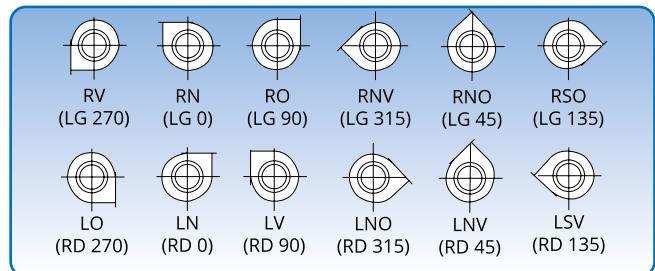 RV RN RO RNV RNO RSO
(LG 270) (LG 0) (LG 90) (LG 315) (LG 45) (LG 135)
LO LN LV LNO LNV LSV
(RD 270) (RD 0) (RD 90) (RD 315) (RD 45) (RD 135)